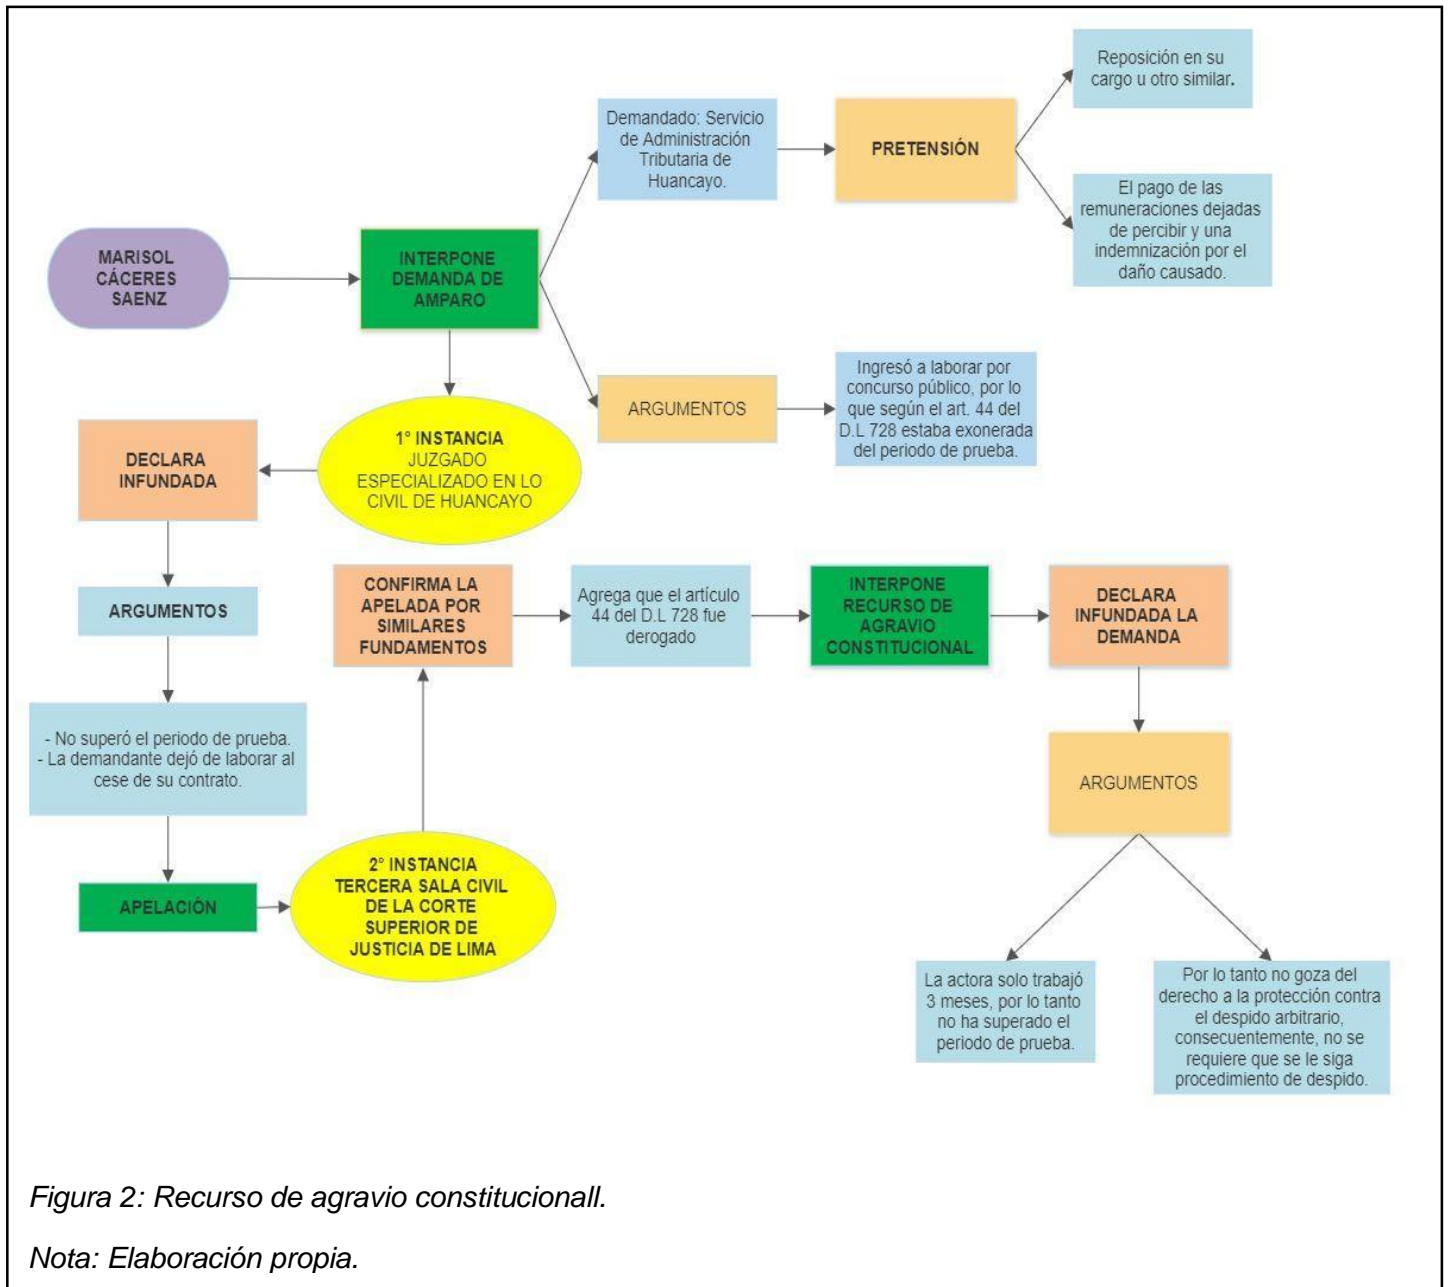 MARISOL
CÁCERES
SAENZ
INTERPONE
DEMANDA DE
AMPARO
Demandado: Servicio
de Administración
Tributaria de
Huancayo.
PRETENSIÓN
Reposición en su
cargo u otro similar.
El pago de las
remuneraciones dejadas
de percibir y una
indemnización por el
daño causado.
ARGUMENTOS
Ingresó a laborar por
concurso público, por lo
que según el art. 44 del
D.L 728 estaba exonerada
del periodo de prueba.
1° INSTANCIA
JUZGADO
ESPECIALIZADO EN LO
CIVIL DE HUANCAYO
DECLARA
INFUNDADA
ARGUMENTOS
- No superó el periodo de prueba.
- La demandante dejó de laborar al
cese de su contrato.
APELACIÓN
2° INSTANCIA
TERCERA SALA CIVIL
DE LA CORTE
SUPERIOR DE
JUSTICIA DE LIMA
CONFIRMA LA
APELADA POR
SIMILARES
FUNDAMENTOS
Agrega que el artículo
44 del D.L 728 fue
derogado
INTERPONE
RECURSO DE
AGRAVIO
CONSTITUCIONAL
DECLARA
INFUNDADA LA
DEMANDA
ARGUMENTOS
La actora solo trabajó
3 meses, por lo tanto
no ha superado el
periodo de prueba.
Por lo tanto no goza del
derecho a la protección contra
el despido arbitrario,
consecuentemente, no se
requiere que se le siga
procedimiento de despido.
Figura 2: Recurso de agravio constitucionall.
Nota: Elaboración propia.